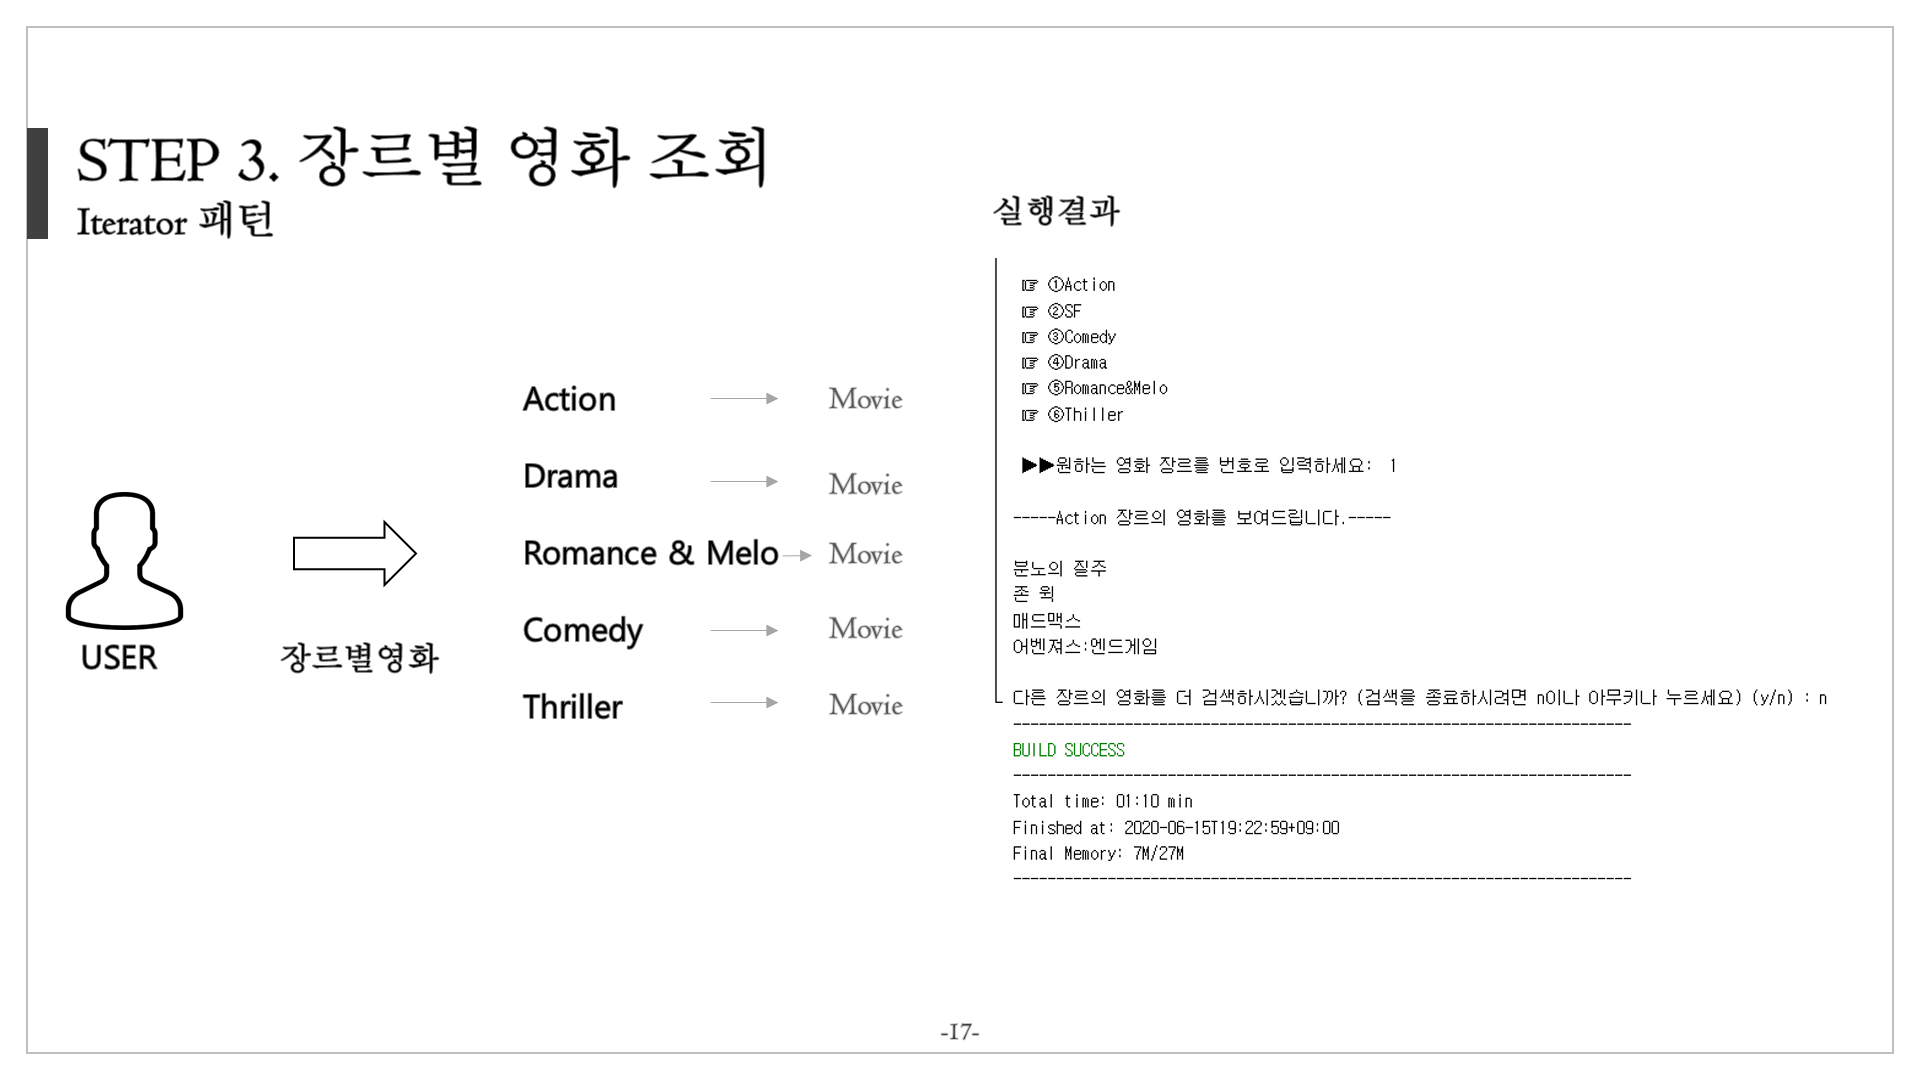 STEP 3. 장르별 영화 조회
Iterator 패턴
USER
장르별영화
Action
Movie
Drama
Movie
Romance & Melo
Movie
Comedy
Movie
Thriller
Movie
실행결과
☞ ①Action
☞ ②SF
☞ ③Comedy
☞ ④Drama
☞ ⑤Romance&Melo
☞ ⑥Thiller
▶▶원하는 영화 장르를 번호로 입력하세요: 1
-----Action 장르의 영화를 보여드립니다.-----
분노의 질주
존 윅
매드맥스
어벤져스:엔드게임
다른 장르의 영화를 더 검색하시겠습니까? (검색을 종료하시려면 n이나 아무키나 누르세요) (y/n) : n
------------------------------------------------------------------------
BUILD SUCCESS
------------------------------------------------------------------------
Total time: 01:10 min
Finished at: 2020-06-15T19:22:59+09:00
Final Memory: 7M/27M
------------------------------------------------------------------------
-17-